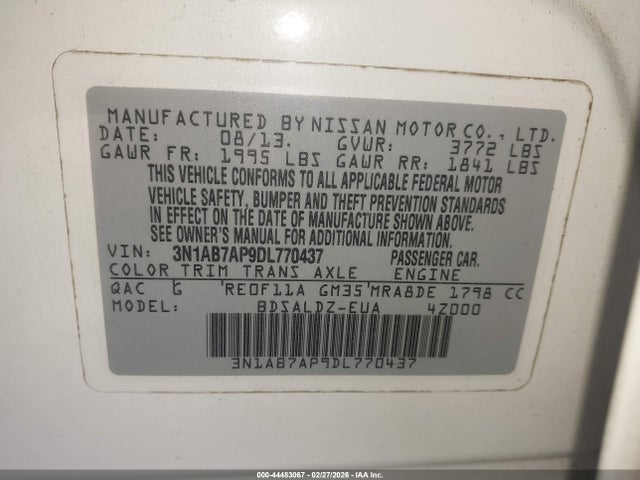 MANUFACTURED BY NISSAN MOTOR CO., LTD.
DATE: 08/13. GVWR: 3772 LBS
GAWR FR: 1995 LBS GAWR RR: 1841 LBS
THIS VEHICLE CONFORMS TO ALL APPLICABLE FEDERAL MOTOR
VEHICLE SAFETY, BUMPER AND THEFT PREVENTION STANDARDS
IN EFFECT ON THE DATE OF MANUFACTURE SHOWN ABOVE.
SEE OWNER'S MANUAL FOR ADDITIONAL INFORMATION.
VIN: 3N1AB7AP9DL770437 PASSENGER CAR.
COLOR TRIM TRANS AXLE ENGINE
QAC G RE0F11A GM35 MRA8DE 1798 CC
MODEL: BDSALDZ-EUA 4Z000
3N1AB7AP9DL770437
000-44483067 - 02/27/2026 - IAA Inc.